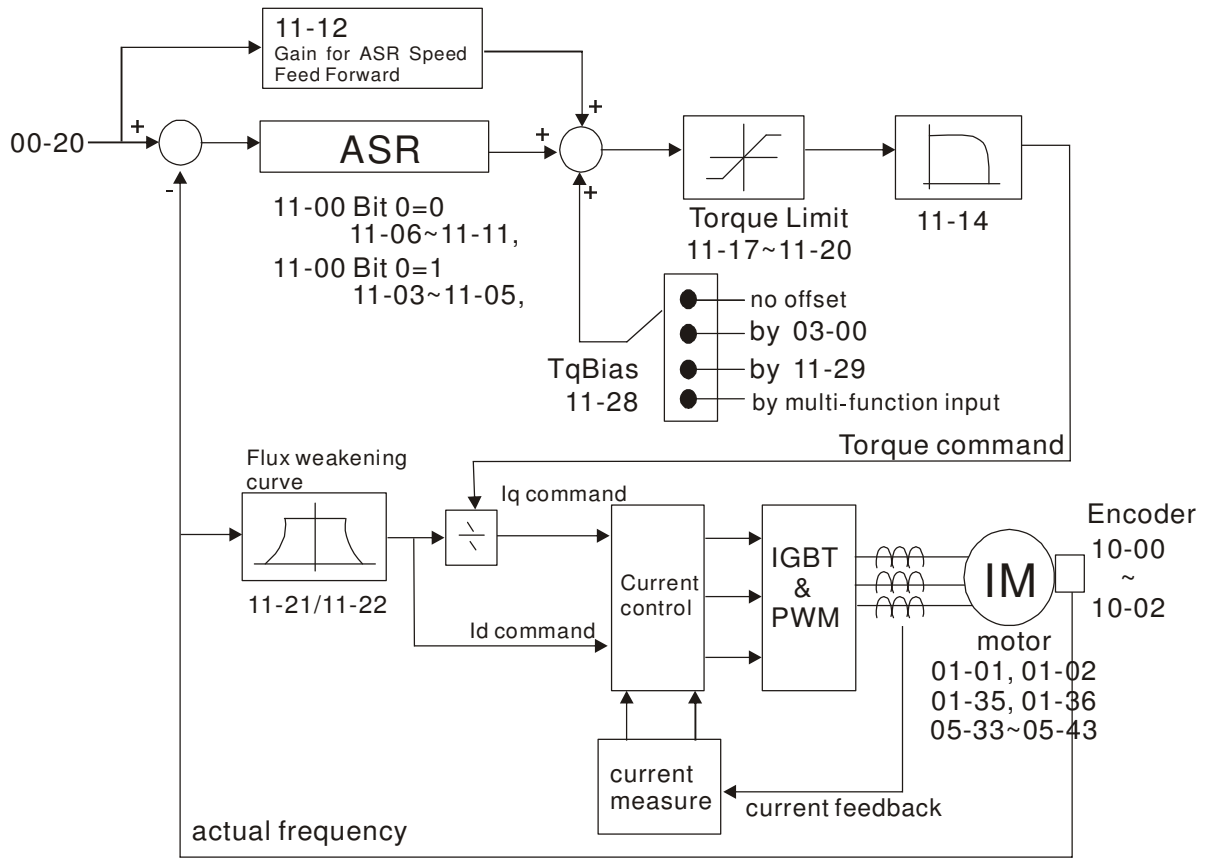 11-12
Gain for ASR Speed
Feed Forward
+
+
00-20
+
ASR
+
-
+
11-00 Bit 0=0
11-06~11-11,
11-00 Bit 0=1
11-03~11-05,
Torque Limit
11-17~11-20
11-14
no offset
by 03-00
by 11-29
by multi-function input
TqBias
11-28
Torque command
Flux weakening
curve
11-21/11-22
Iq command
Id command
Current
control
IGBT
&
PWM
IM
Encoder
10-00
~
10-02
motor
01-01, 01-02
01-35, 01-36
05-33~05-43
current
measure
current feedback
actual frequency